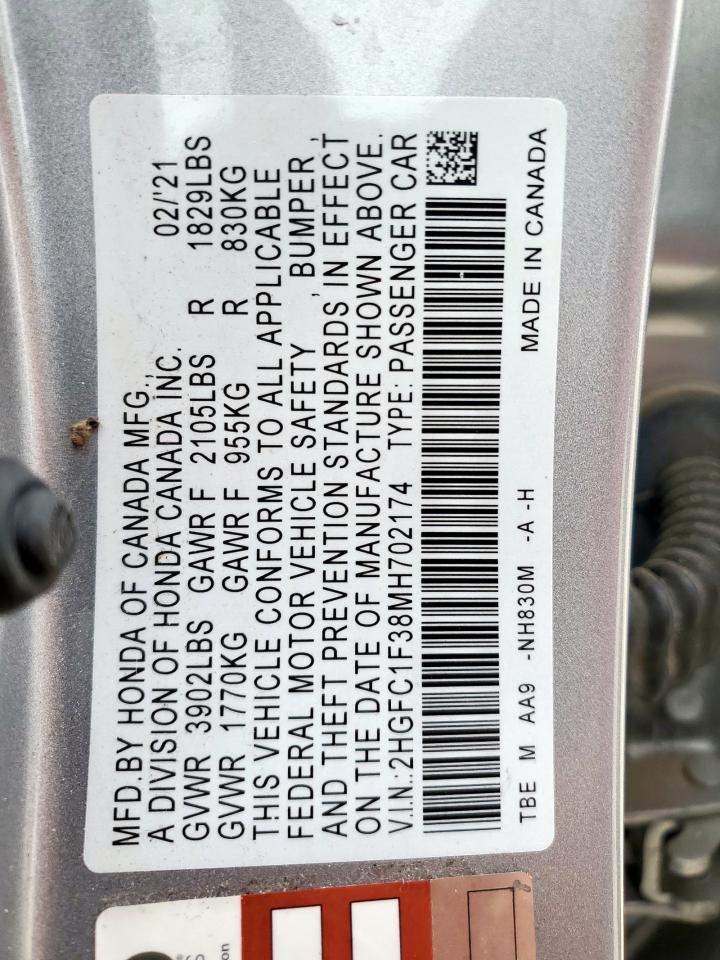 MFD.BY HONDA OF CANADA MFG.,
A DIVISION OF HONDA CANADA INC. 02/'21
GVWR 3902LBS GAWR F 2105LBS R 1829LBS
GVWR 1770KG GAWR F 955KG R 830KG
THIS VEHICLE CONFORMS TO ALL APPLICABLE
FEDERAL MOTOR VEHICLE SAFETY , BUMPER ,
AND THEFT PREVENTION STANDARDS IN EFFECT
ON THE DATE OF MANUFACTURE SHOWN ABOVE.
V.I.N.:2HGFC1F38MH702174 TYPE: PASSENGER CAR
TBE M AA9 -NH830M -A -H MADE IN CANADA